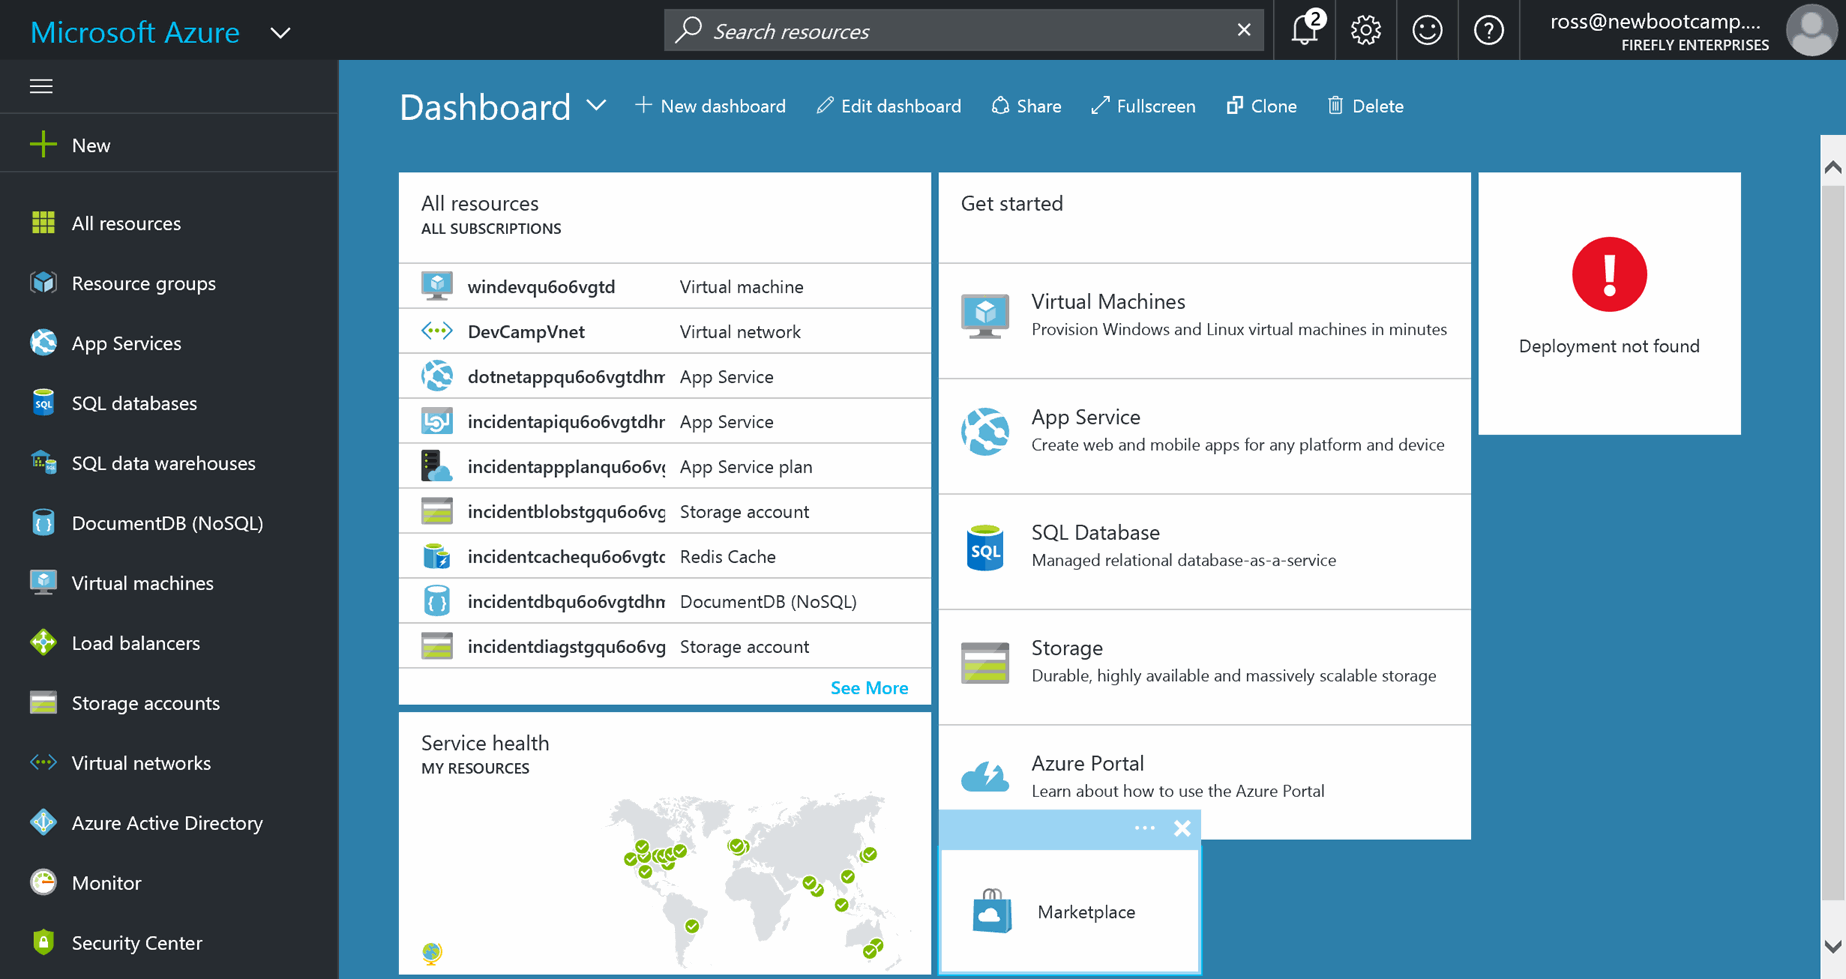 Microsoft Azure
Search resources
2
ross@newbootcamp....
FIREFLY ENTERPRISES
New
All resources
Resource groups
App Services
SQL databases
SQL data warehouses
DocumentDB (NoSQL)
Virtual machines
Load balancers
Storage accounts
Virtual networks
Azure Active Directory
Monitor
Security Center
Dashboard
New dashboard
Edit dashboard
Share
Fullscreen
Clone
Delete
All resources
ALL SUBSCRIPTIONS
windevqu6o6vgtd Virtual machine
DevCampVnet Virtual network
dotnetappqu6o6vgtdhm App Service
incidentapiqu6o6vgtdhr App Service
incidentappplanqu6o6vg App Service plan
incidentblobstgqu6o6vg Storage account
incidentcachequ6o6vgtc Redis Cache
incidentdbqu6o6vgtdhm DocumentDB (NoSQL)
incidentdiagstgqu6o6vg Storage account
See More
Service health
MY RESOURCES
Get started
Virtual Machines
Provision Windows and Linux virtual machines in minutes
App Service
Create web and mobile apps for any platform and device
SQL
SQL Database
Managed relational database-as-a-service
Storage
Durable, highly available and massively scalable storage
Azure Portal
Learn about how to use the Azure Portal
Marketplace
Deployment not found